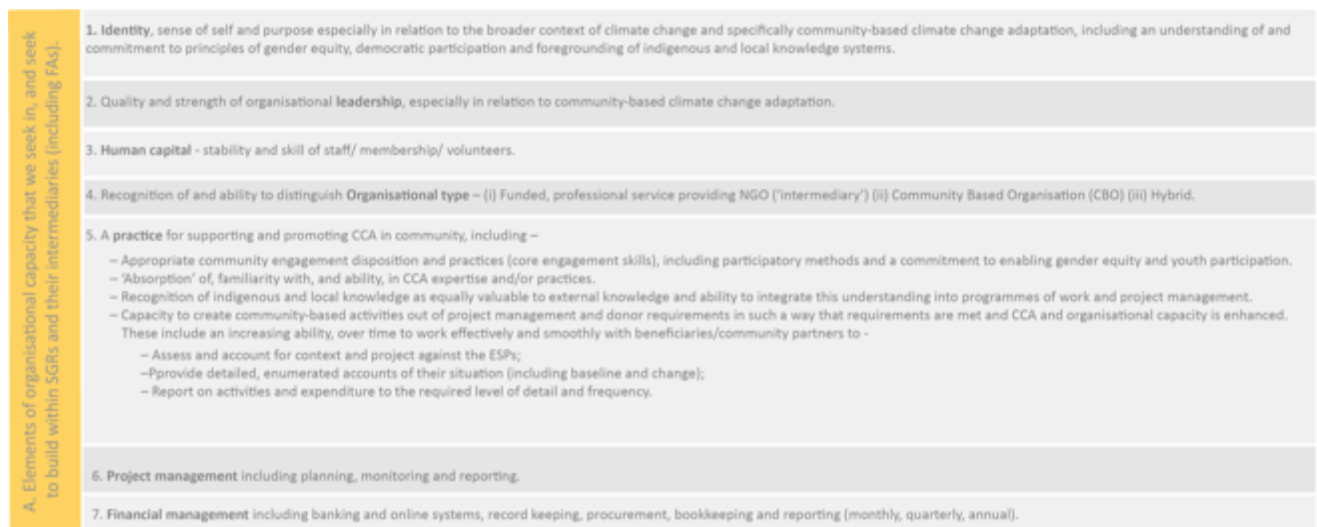 A. Elements of organisational capacity that we seek in, and seek
to build within SGRs and their intermediaries (including FAs).
1. Identity, sense of self and purpose especially in relation to the broader context of climate change and specifically community-based climate change adaptation, including an understanding of and
commitment to principles of gender equity, democratic participation and foregrounding of indigenous and local knowledge systems.
2. Quality and strength of organisational leadership, especially in relation to community-based climate change adaptation.
3. Human capital - stability and skill of staff/ membership/ volunteers.
4. Recognition of and ability to distinguish Organisational type – (i) Funded, professional service providing NGO ('intermediary') (ii) Community Based Organisation (CBO) (iii) Hybrid.
5. A practice for supporting and promoting CCA in community, including –
– Appropriate community engagement disposition and practices (core engagement skills), including participatory methods and a commitment to enabling gender equity and youth participation.
– 'Absorption' of, familiarity with, and ability, in CCA expertise and/or practices.
– Recognition of indigenous and local knowledge as equally valuable to external knowledge and ability to integrate this understanding into programmes of work and project management.
– Capacity to create community-based activities out of project management and donor requirements in such a way that requirements are met and CCA and organisational capacity is enhanced.
These include an increasing ability, over time to work effectively and smoothly with beneficiaries/community partners to -
– Assess and account for context and project against the ESPs;
–Pprovide detailed, enumerated accounts of their situation (including baseline and change);
– Report on activities and expenditure to the required level of detail and frequency.
6. Project management including planning, monitoring and reporting.
7. Financial management including banking and online systems, record keeping, procurement, bookkeeping and reporting (monthly, quarterly, annual).